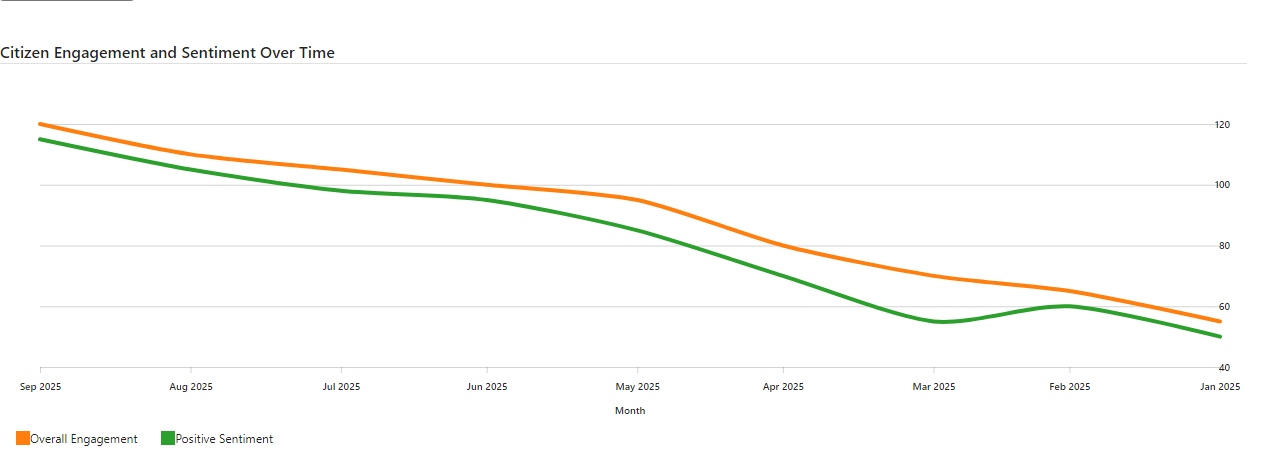 Citizen Engagement and Sentiment Over Time
120
100
80
60
40
Sep 2025 Aug 2025 Jul 2025 Jun 2025 May 2025 Apr 2025 Mar 2025 Feb 2025 Jan 2025
Month
Overall Engagement Positive Sentiment